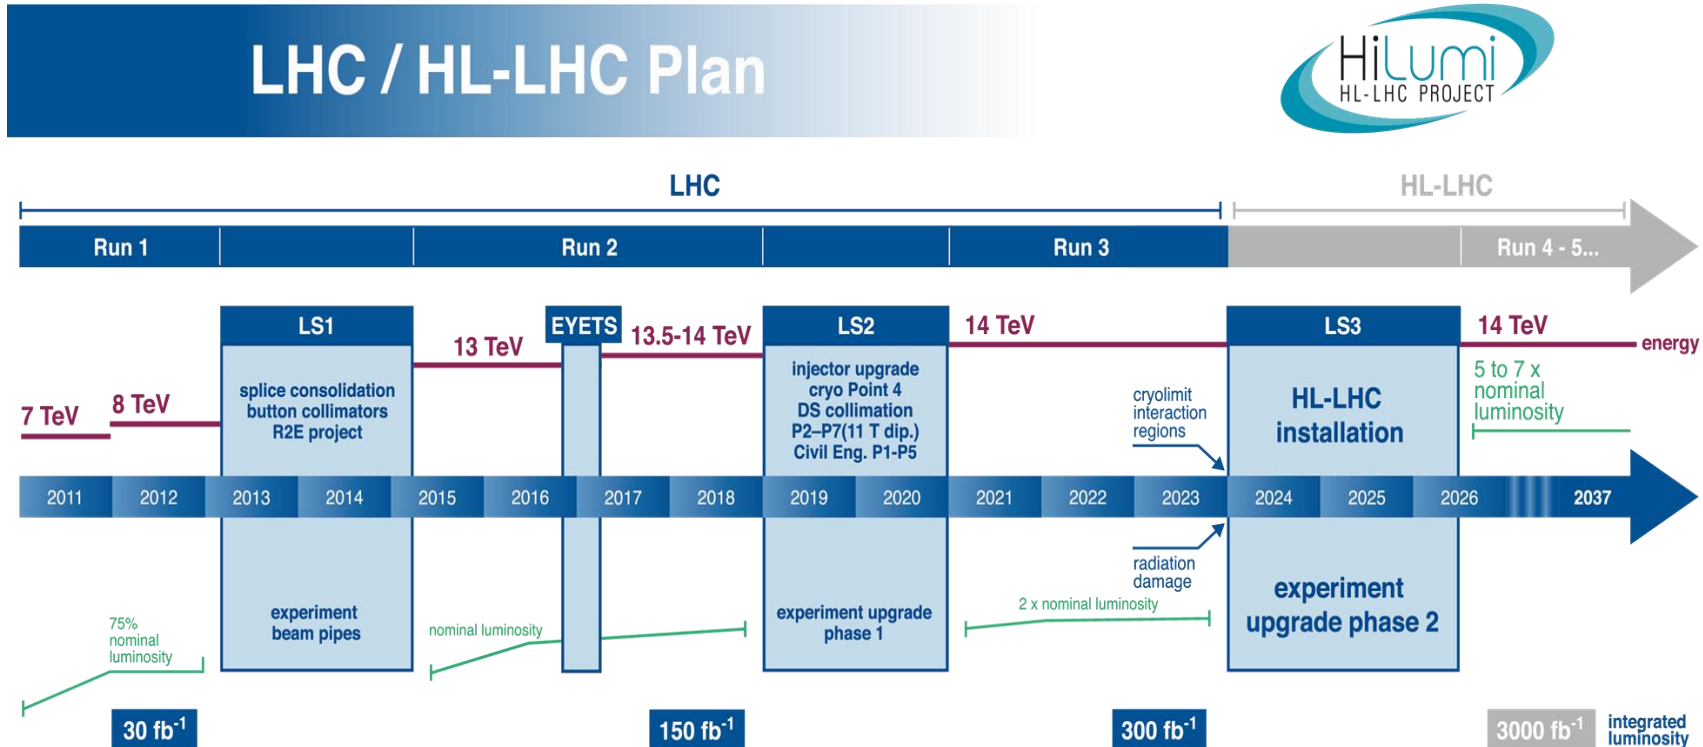 LHC / HL-LHC Plan
HiLumi
HL-LHC PROJECT
LHC
HL-LHC
Run 1
Run 2
Run 3
Run 4 - 5...
LS1
EYETS
LS2
LS3
7 TeV
8 TeV
13 TeV
13.5-14 TeV
14 TeV
14 TeV
energy
splice consolidation
button collimators
R2E project
injector upgrade
cryo Point 4
DS collimation
P2–P7(11 T dip.)
Civil Eng. P1-P5
cryolimit
interaction
regions
HL-LHC
installation
5 to 7 x
nominal
luminosity
2011
2012
2013
2014
2015
2016
2017
2018
2019
2020
2021
2022
2023
2024
2025
2026
2037
radiation
damage
75%
nominal
luminosity
experiment
beam pipes
nominal luminosity
experiment upgrade
phase 1
2 x nominal luminosity
experiment
upgrade phase 2
30 fb⁻¹
150 fb⁻¹
300 fb⁻¹
3000 fb⁻¹
integrated
luminosity